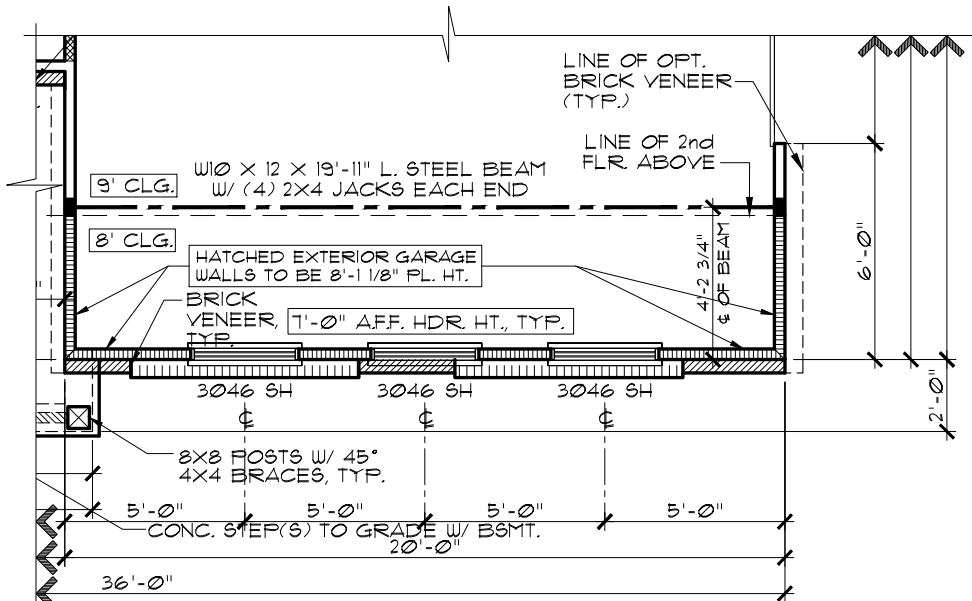 LINE OF OPT.
BRICK VENEER
(TYP.)
LINE OF 2nd
FLR. ABOVE
W10 X 12 X 19'-11" L. STEEL BEAM
W/ (4) 2X4 JACKS EACH END
9' CLG.
8' CLG.
HATCHED EXTERIOR GARAGE
WALLS TO BE 8'-1 1/8" PL. HT.
4'-2 3/4"
℄ OF BEAM
6'-0"
BRICK
VENEER,
TYP.
7'-0" A.F.F. HDR. HT., TYP.
3046 SH
3046 SH
3046 SH
℄
℄
℄
2'-0"
8X8 POSTS W/ 45°
4X4 BRACES, TYP.
5'-0"
5'-0"
5'-0"
5'-0"
CONC. STEP(S) TO GRADE W/ BSMT.
20'-0"
36'-0"